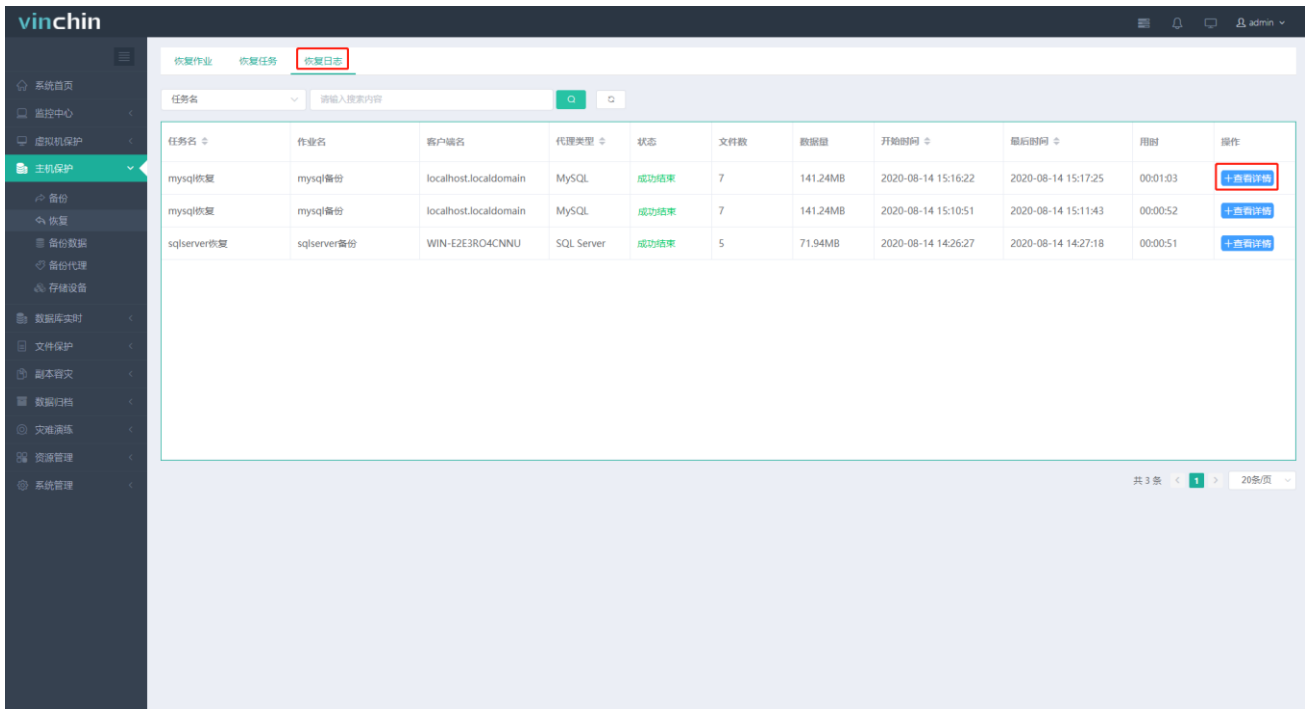 vinchin
admin
恢复作业 恢复任务 恢复日志
系统首页
监控中心
虚拟机保护
主机保护
备份
恢复
备份数据
备份代理
存储设备
数据库实时
文件保护
副本容灾
数据归档
灾难演练
资源管理
系统管理
任务名 请输入搜索内容
任务名 作业名 客户端名 代理类型 状态 文件数 数据量 开始时间 最后时间 用时 操作
mysql恢复 mysql备份 localhost.localdomain MySQL 成功结束 7 141.24MB 2020-08-14 15:16:22 2020-08-14 15:17:25 00:01:03 +查看详情
mysql恢复 mysql备份 localhost.localdomain MySQL 成功结束 7 141.24MB 2020-08-14 15:10:51 2020-08-14 15:11:43 00:00:52 +查看详情
sqlserver恢复 sqlserver备份 WIN-E2E3RO4CNNU SQL Server 成功结束 5 71.94MB 2020-08-14 14:26:27 2020-08-14 14:27:18 00:00:51 +查看详情
共3条 1 20条/页